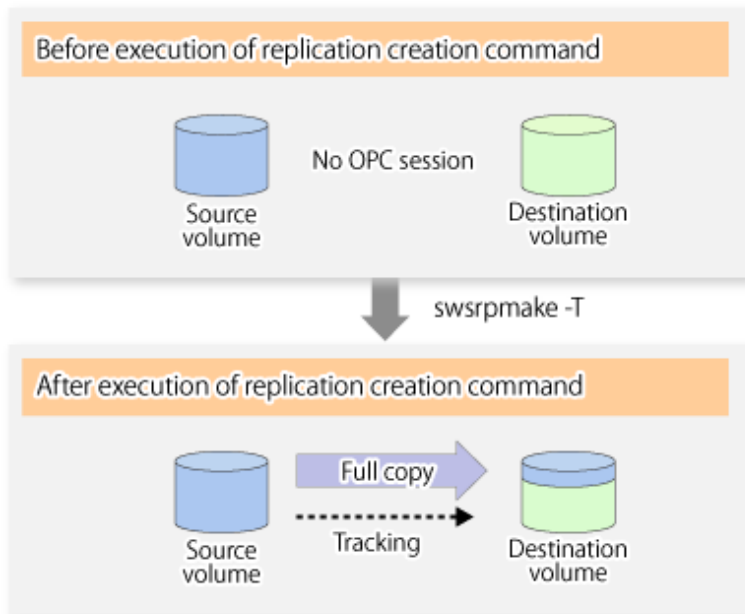 Before execution of replication creation command
No OPC session
Source
volume
Destination
volume
swsrpmake -T
After execution of replication creation command
Full copy
Tracking
Source
volume
Destination
volume